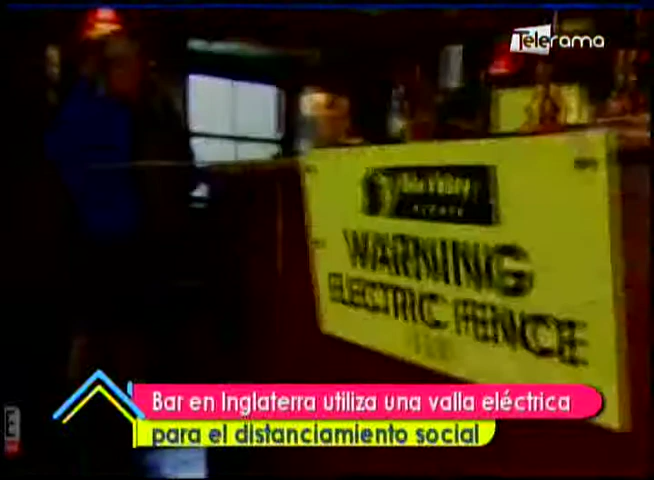 Telerama
WARNING
ELECTRIC FENCE
Bar en Inglaterra utiliza una valla eléctrica
para el distanciamiento social